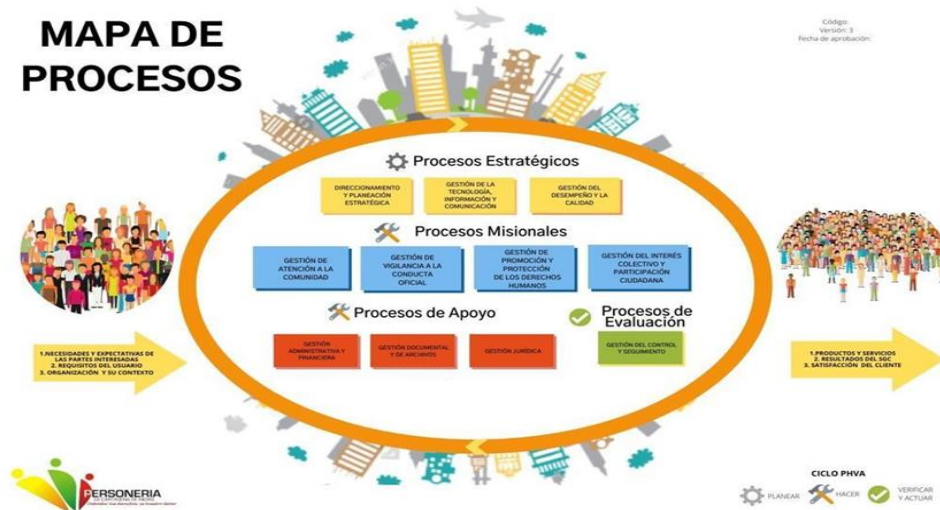 MAPA DE
PROCESOS
Código:
Versión: 3
Fecha de aprobación:
Procesos Estratégicos
DIRECCIONAMIENTO
Y PLANEACIÓN
ESTRATÉGICA
GESTIÓN DE LA
TECNOLOGÍA,
INFORMACIÓN Y
COMUNICACIÓN
GESTIÓN DEL
DESEMPEÑO Y LA
CALIDAD
Procesos Misionales
GESTIÓN DE
ATENCIÓN A LA
COMUNIDAD
GESTIÓN DE
VIGILANCIA A LA
CONDUCTA
OFICIAL
GESTIÓN DE
PROMOCIÓN Y
PROTECCIÓN
DE LOS DERECHOS
HUMANOS
GESTIÓN DEL INTERÉS
COLECTIVO Y
PARTICIPACIÓN
CIUDADANA
Procesos de Apoyo
GESTIÓN
ADMINISTRATIVA Y
FINANCIERA
GESTIÓN DOCUMENTAL
Y DE ARCHIVOS
GESTIÓN JURÍDICA
Procesos de
Evaluación
GESTIÓN DEL CONTROL
Y SEGUIMIENTO
1.NECESIDADES Y EXPECTATIVAS DE
LAS PARTES INTERESADAS
2. REQUISITOS DEL USUARIO
3. ORGANIZACIÓN Y SU CONTEXTO
1.PRODUCTOS Y SERVICIOS
2. RESULTADOS DEL SGC
3. SATISFACCIÓN DEL CLIENTE
PERSONERIA
DE CARTAGENA DE INDIAS
CICLO PHVA
PLANEAR
HACER
VERIFICAR
Y ACTUAR